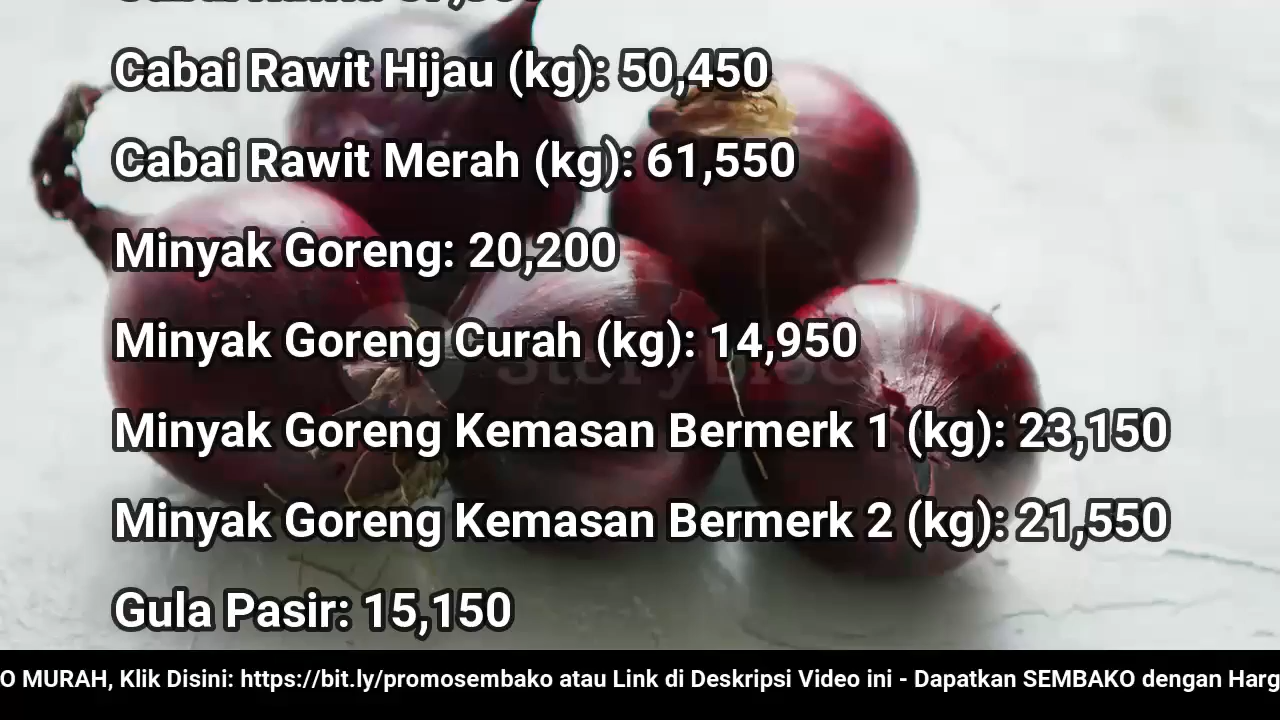 Cabai Rawit Hijau (kg): 50,450
Cabai Rawit Merah (kg): 61,550
Minyak Goreng: 20,200
Minyak Goreng Curah (kg): 14,950
Minyak Goreng Kemasan Bermerk 1 (kg): 23,150
Minyak Goreng Kemasan Bermerk 2 (kg): 21,550
Gula Pasir: 15,150
O MURAH, Klik Disini: https://bit.ly/promosembako atau Link di Deskripsi Video ini - Dapatkan SEMBAKO dengan Harg